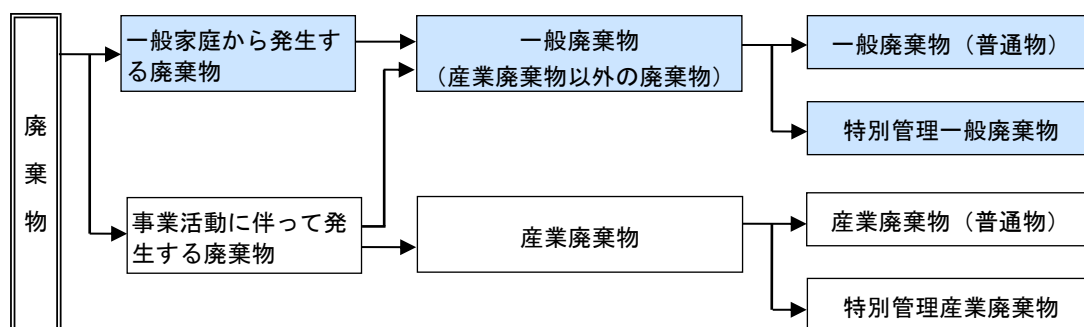 廃棄物
一般家庭から発生す
る廃棄物
一般廃棄物
（産業廃棄物以外の廃棄物）
一般廃棄物（普通物）
特別管理一般廃棄物
事業活動に伴って発
生する廃棄物
産業廃棄物
産業廃棄物（普通物）
特別管理産業廃棄物